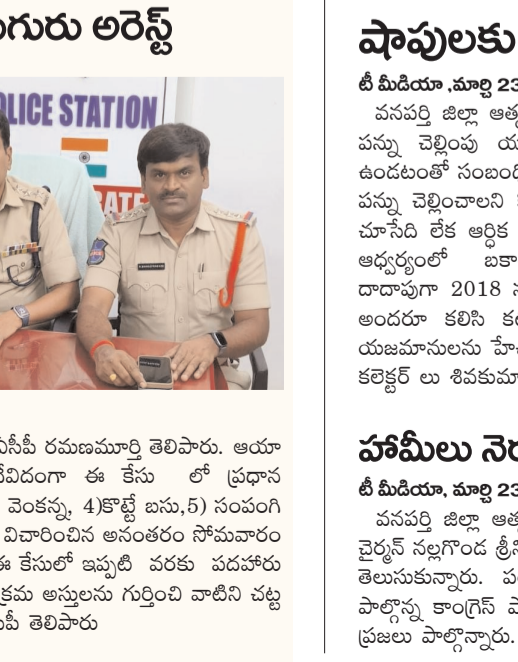 గురు అరెస్ట్
LICE STATION
సీపీ రమణమూర్తి తెలిపారు. ఆయా
విదంగా ఈ కేసు లో ప్రధాన
వెంకన్న, 4)కొట్టే బసు,5) సంపంగి
విచారించిన అనంతరం సోమవారం
ఈ కేసులో ఇప్పటి వరకు పదహారు
క్రమ అస్తులను గుర్తించి వాటిని చట్ట
పీ తెలిపారు
షాపులకు
టీ మీడియా ,మార్చి 23
వనపర్తి జిల్లా ఆత్మ
పన్ను చెల్లింపు య
ఉండటంతో సంబంది
పన్ను చెల్లించాలని
చూసేది లేక ఆర్ధిక
ఆధ్వర్యంలో బకా
దాదాపుగా 2018
అందరూ కలిసి కల
యజమానులను హేచ
కలెక్టర్ లు శివకుమా
హామీలు నెర
టీ మీడియా, మార్చి 23
వనపర్తి జిల్లా ఆత్మ
చైర్మన్ నల్లగొండ శ్రీని
తెలుసుకున్నారు. ప
పాల్గొన్న కాంగ్రెస్ ప
ప్రజలు పాల్గొన్నారు.